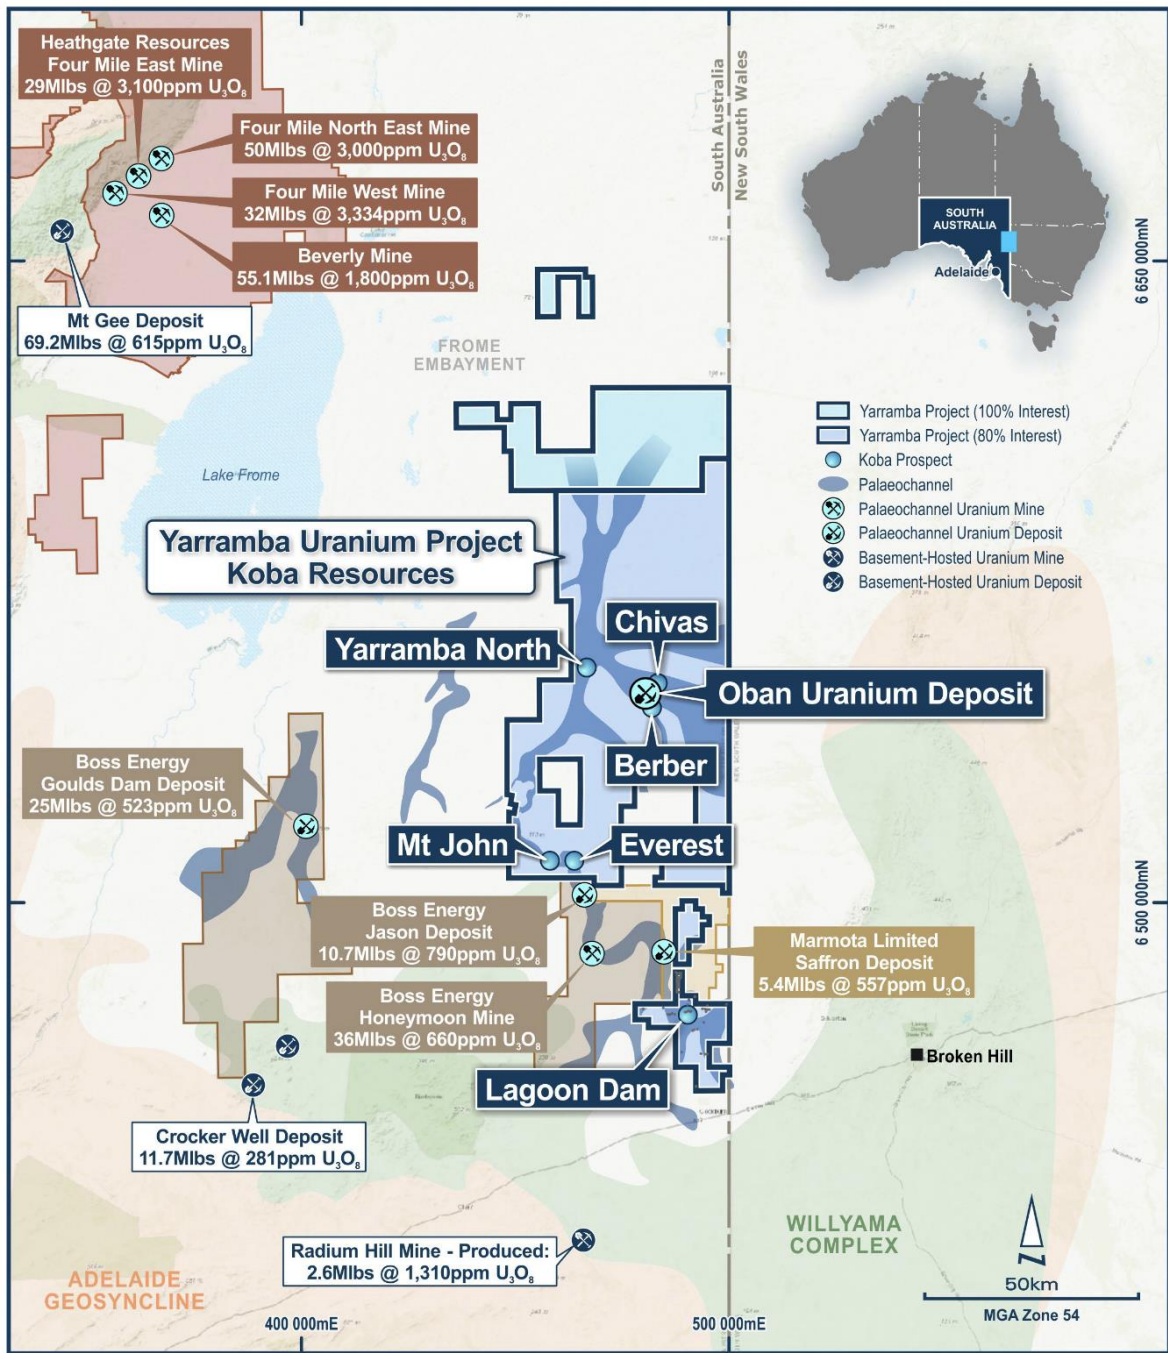 Heathgate Resources
Four Mile East Mine
29Mlbs @ 3,100ppm U₃O₈
Four Mile North East Mine
50Mlbs @ 3,000ppm U₃O₈
Four Mile West Mine
32Mlbs @ 3,334ppm U₃O₈
Beverly Mine
55.1Mlbs @ 1,800ppm U₃O₈
Mt Gee Deposit
69.2Mlbs @ 615ppm U₃O₈
South Australia
New South Wales
SOUTH
AUSTRALIA
Adelaide
6 650 000mN
FROME
EMBAYMENT
Lake Frome
Yarramba Project (100% Interest)
Yarramba Project (80% Interest)
Koba Prospect
Palaeochannel
Palaeochannel Uranium Mine
Palaeochannel Uranium Deposit
Basement-Hosted Uranium Mine
Basement-Hosted Uranium Deposit
Yarramba Uranium Project
Koba Resources
Chivas
Yarramba North
Oban Uranium Deposit
Berber
Boss Energy
Goulds Dam Deposit
25Mlbs @ 523ppm U₃O₈
Mt John
Everest
6 500 000mN
Boss Energy
Jason Deposit
10.7Mlbs @ 790ppm U₃O₈
Marmota Limited
Saffron Deposit
5.4Mlbs @ 557ppm U₃O₈
Boss Energy
Honeymoon Mine
36Mlbs @ 660ppm U₃O₈
Broken Hill
Lagoon Dam
Crocker Well Deposit
11.7Mlbs @ 281ppm U₃O₈
WILLYAMA
COMPLEX
Radium Hill Mine - Produced:
2.6Mlbs @ 1,310ppm U₃O₈
ADELAIDE
GEOSYNCLINE
N
50km
MGA Zone 54
400 000mE
500 000mE